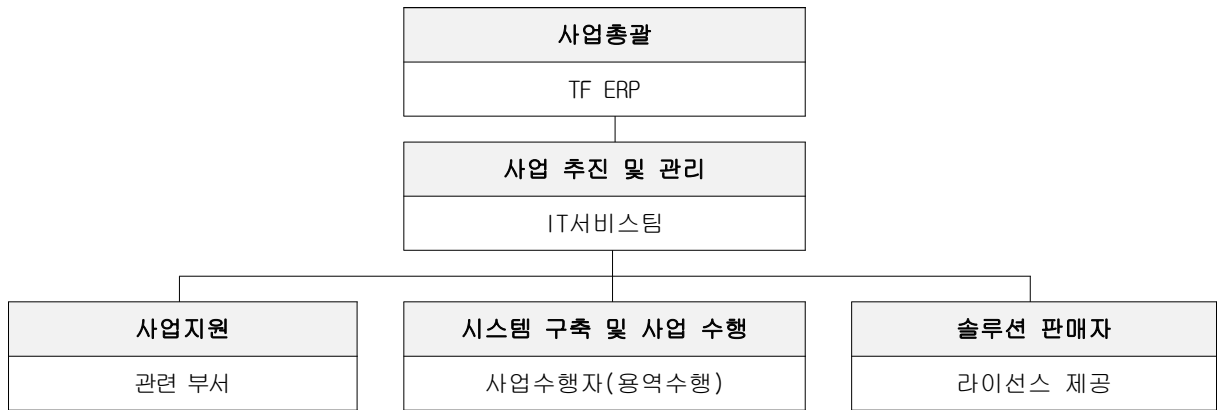 사업총괄
TF ERP
사업 추진 및 관리
IT서비스팀
사업지원
관련 부서
시스템 구축 및 사업 수행
사업수행자(용역수행)
솔루션 판매자
라이선스 제공